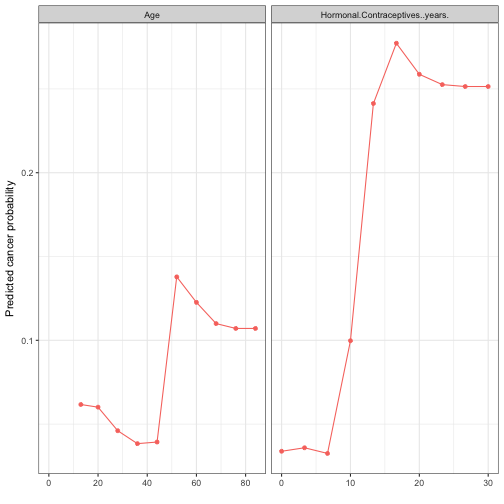 Age
Hormonal.Contraceptives..years.
Predicted cancer probability
0.2
0.1
0 20 40 60 80
0 10 20 30